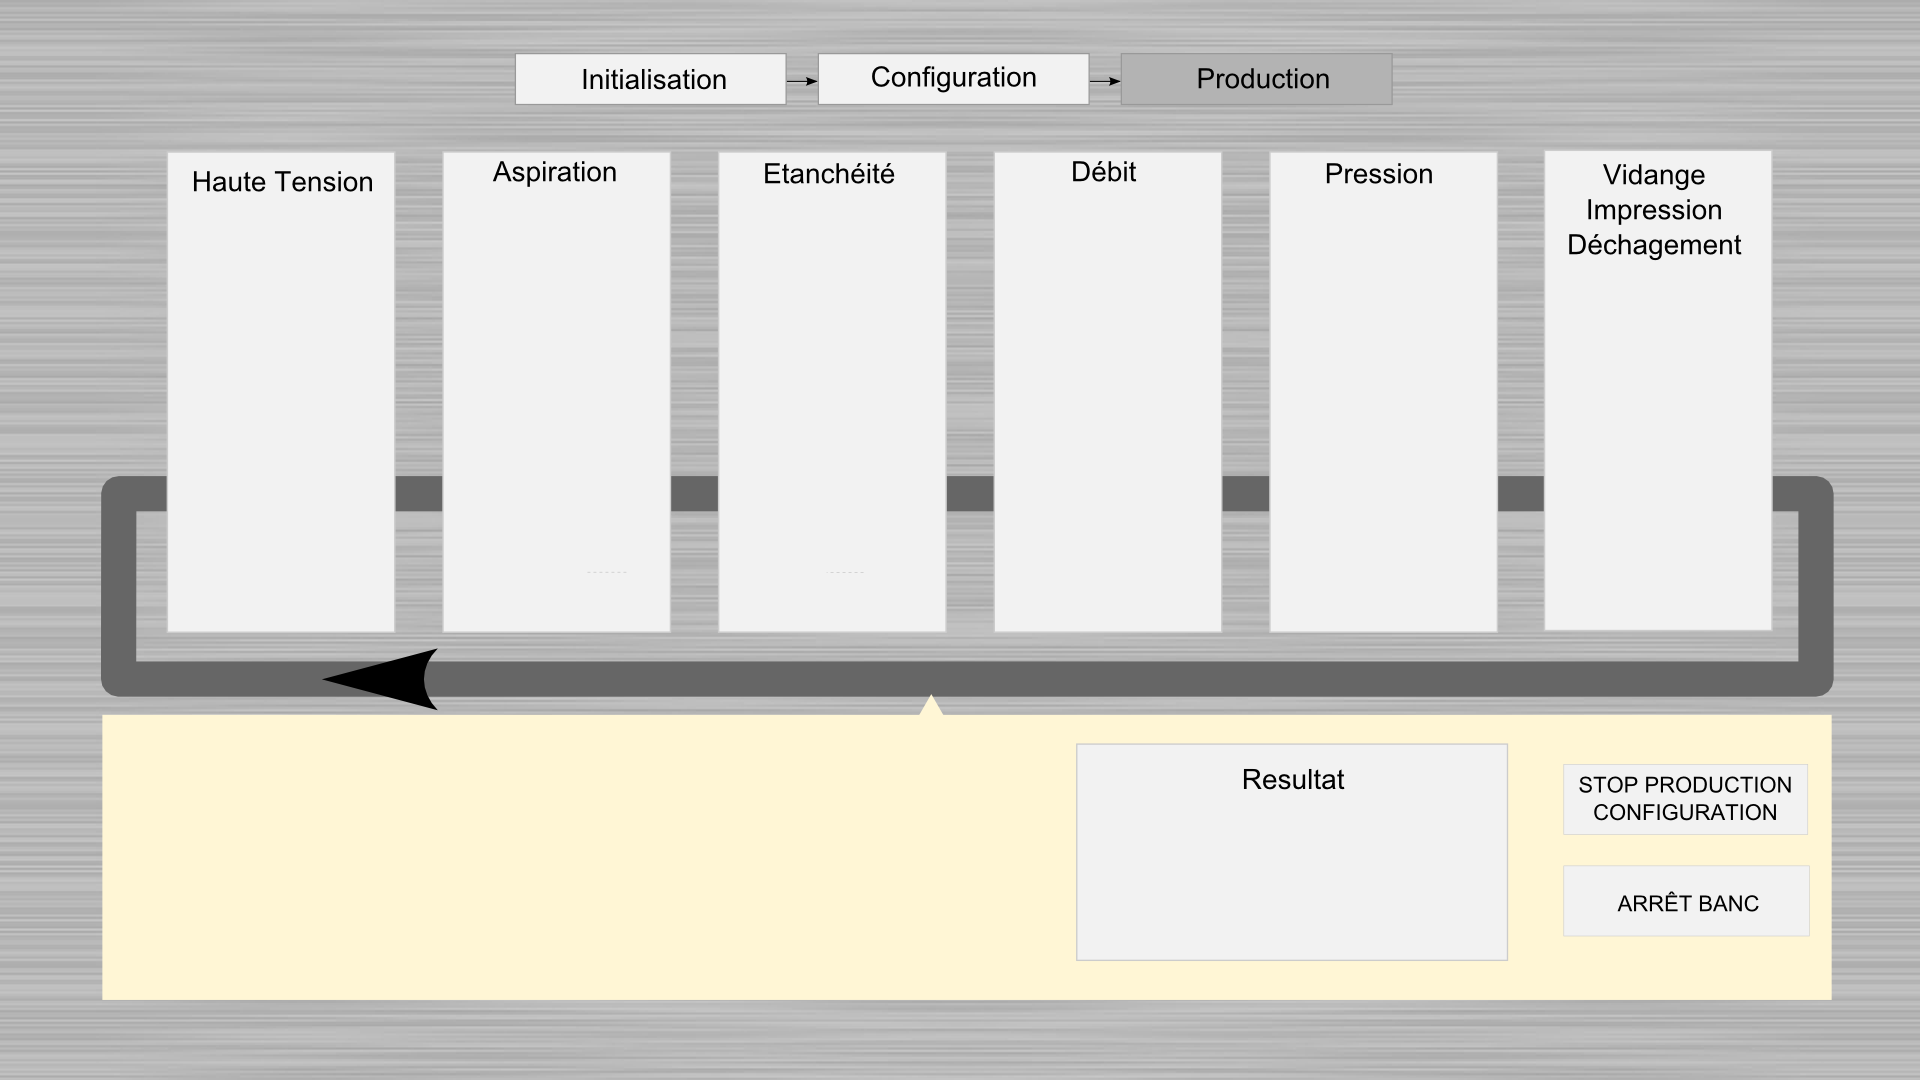 Initialisation
Configuration
Production
Haute Tension
Aspiration
Etanchéité
Débit
Pression
Vidange
Impression
Déchagement
Resultat
STOP PRODUCTION
CONFIGURATION
ARRÊT BANC